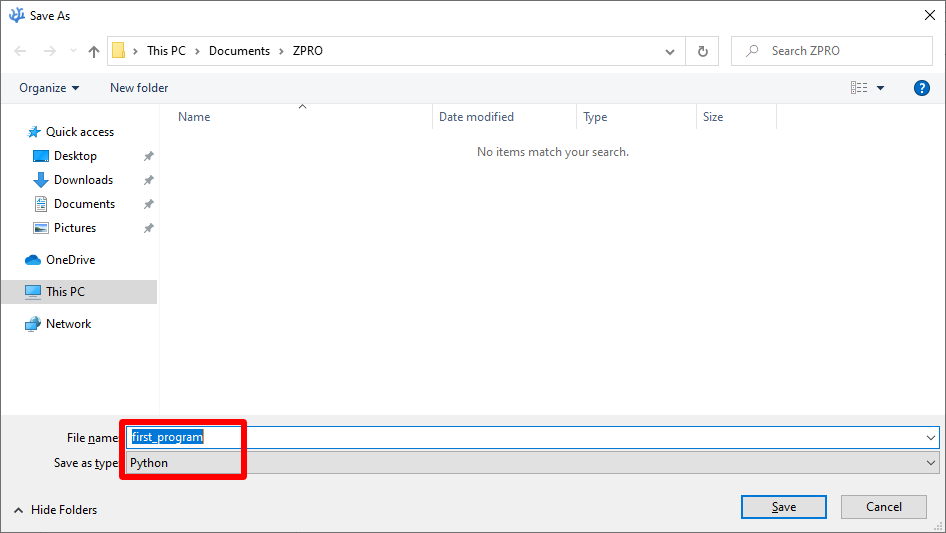 Save As
This PC > Documents > ZPRO
Search ZPRO
Organize
New folder
?
Name
Date modified
Type
Size
No items match your search.
Quick access
Desktop
Downloads
Documents
Pictures
OneDrive
This PC
Network
File name:
first_program
Save as type:
Python
Hide Folders
Save
Cancel